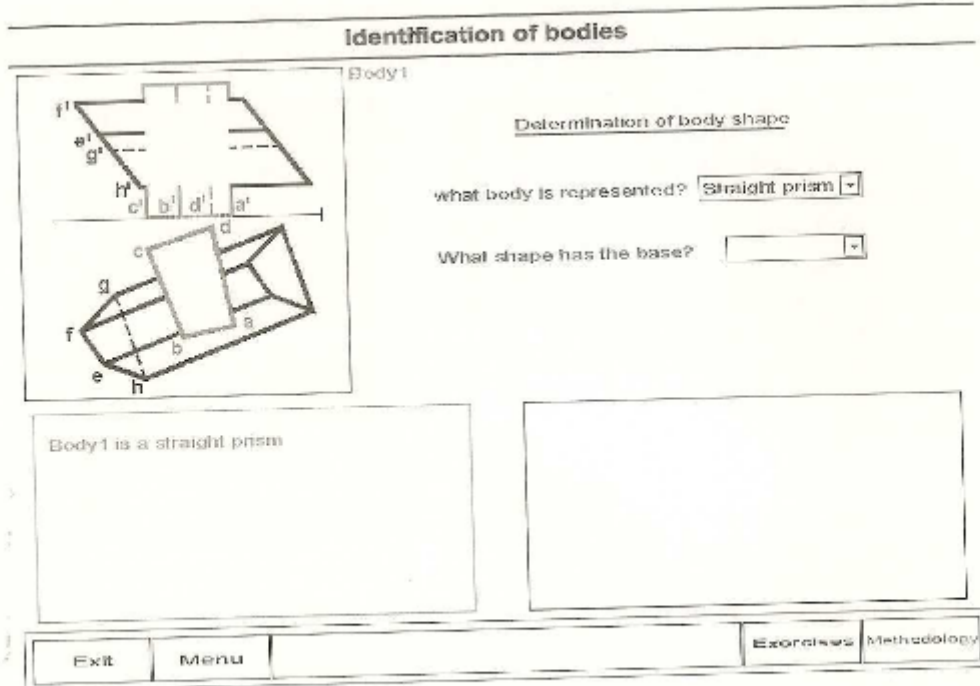 Identification of bodies
Body1
Determination of body shape
what body is represented? Straight prism
What shape has the base?
f'
e'
g'
h'
c' b' d' a'
d
c
g
f
a
b
e
h
Body1 is a straight prism
Exit Menu Exercises Methodology